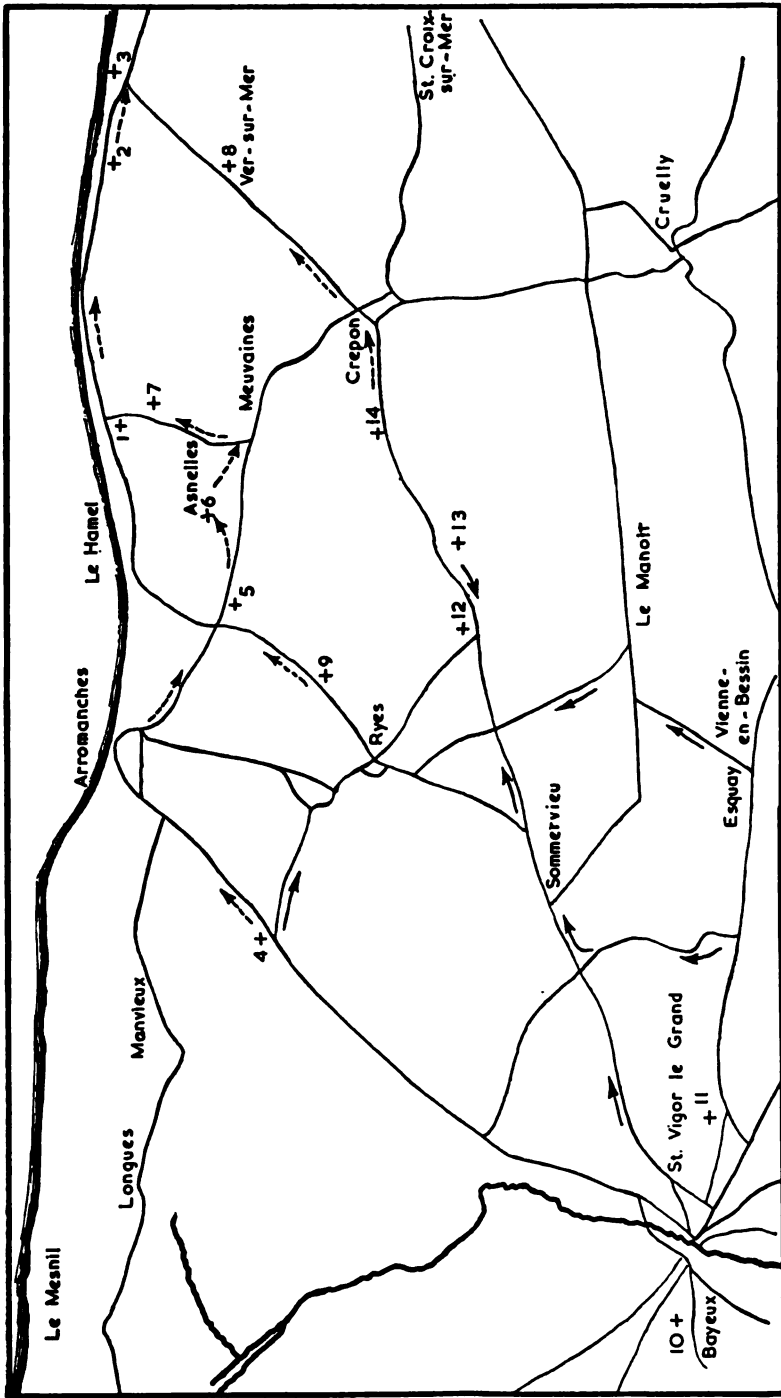 Le Mesnil
Longues
Manvieux
Arromanches
Le Hamel
+2
+3
1+
+7
Asnelles
+6
Meuvaines
+5
4+
+9
Ryes
+8
Ver-sur-Mer
St. Croix-
sur-Mer
Crepon
+14
+13
+12
Sommervieu
Le Manoir
Cruelly
Vienne-
en-Bessin
Esquay
St. Vigor le Grand
+11
10+
Bayeux